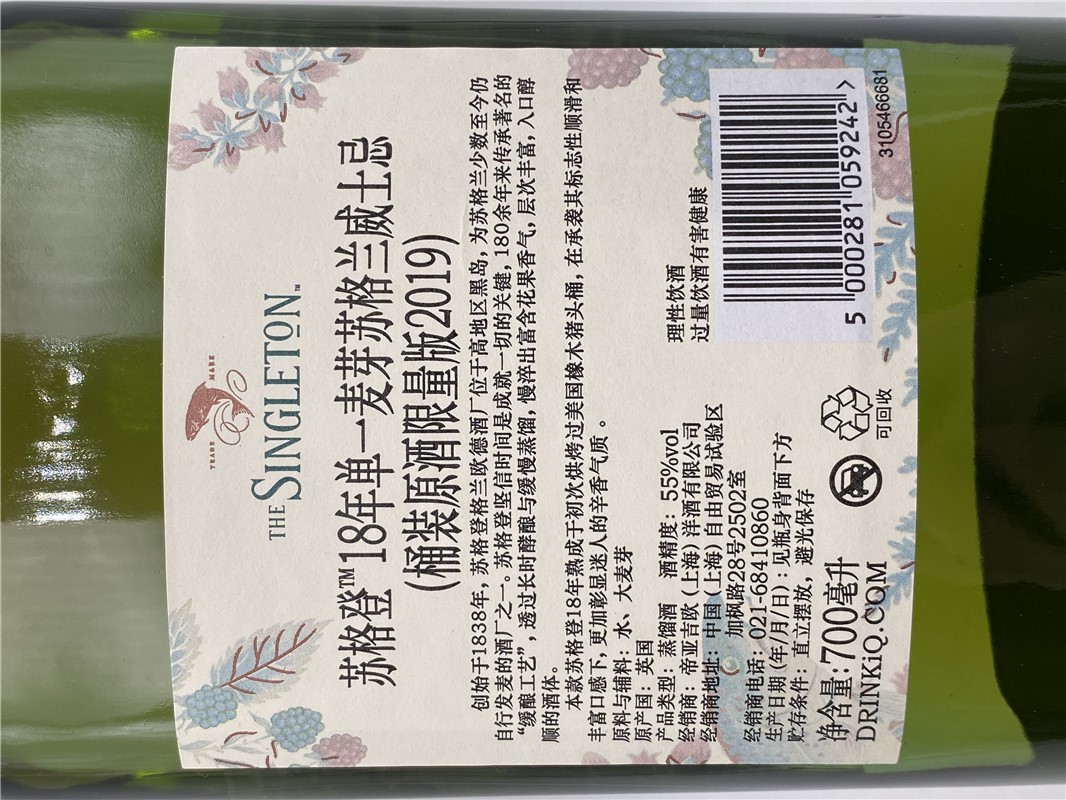 TRADE MARK
THE SINGLETON™
苏格登™18年单一麦芽苏格兰威士忌
(桶装原酒限量版2019)
创始于1838年，苏格登格兰欧德酒厂位于高地区黑岛，为苏格兰少数至今仍
自行发麦的酒厂之一。苏格登坚信时间是成就一切的关键，180余年来传承著名的
“缓酿工艺”，透过长时酵酿与缓慢蒸馏，慢淬出富含花果香气，层次丰富，入口醇
顺的酒体。
本款苏格登18年熟成于初次烘烤过美国橡木猪头桶，在承袭其标志性顺滑和
丰富口感下，更加彰显迷人的辛香气质。
原料与辅料：水、大麦芽
原产国：英国
产品类型：蒸馏酒 酒精度：55%vol
经销商：帝亚吉欧（上海）洋酒有限公司
经销商地址：中国（上海）自由贸易试验区
加枫路28号2502室
经销商电话：021-68410860
生产日期（年/月/日）：见瓶身背面下方
贮存条件：直立摆放，避光保存
净含量：700毫升
DRINKiQ.COM
可回收
理性饮酒
过量饮酒有害健康
5 000281 059242 >
3105466681